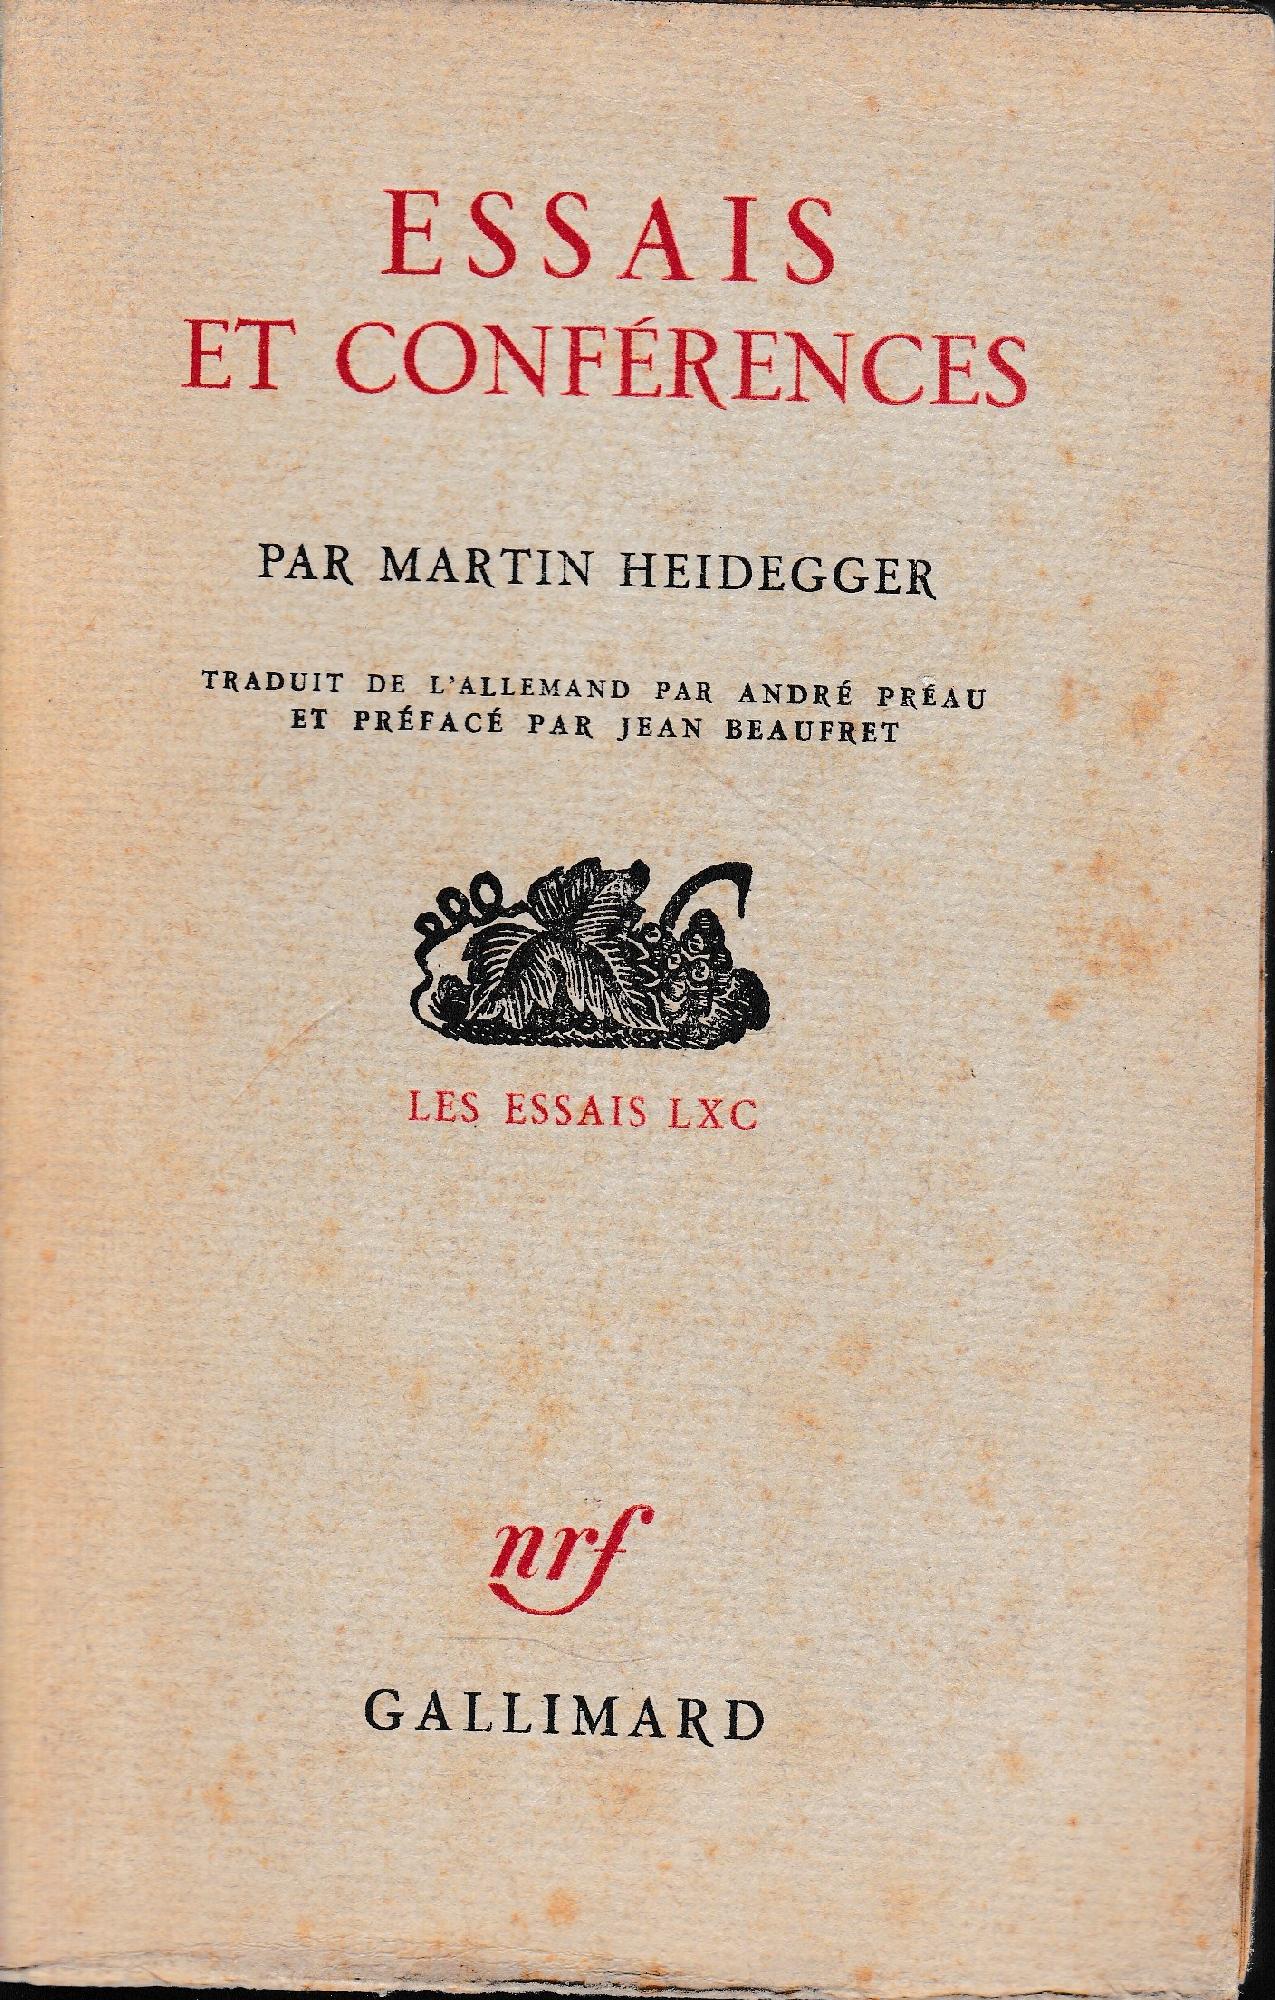 ESSAIS
ET CONFÉRENCES
PAR MARTIN HEIDEGGER
TRADUIT DE L'ALLEMAND PAR ANDRÉ PRÉAU
ET PRÉFACÉ PAR JEAN BEAUFRET
LES ESSAIS LXC
nrf
GALLIMARD